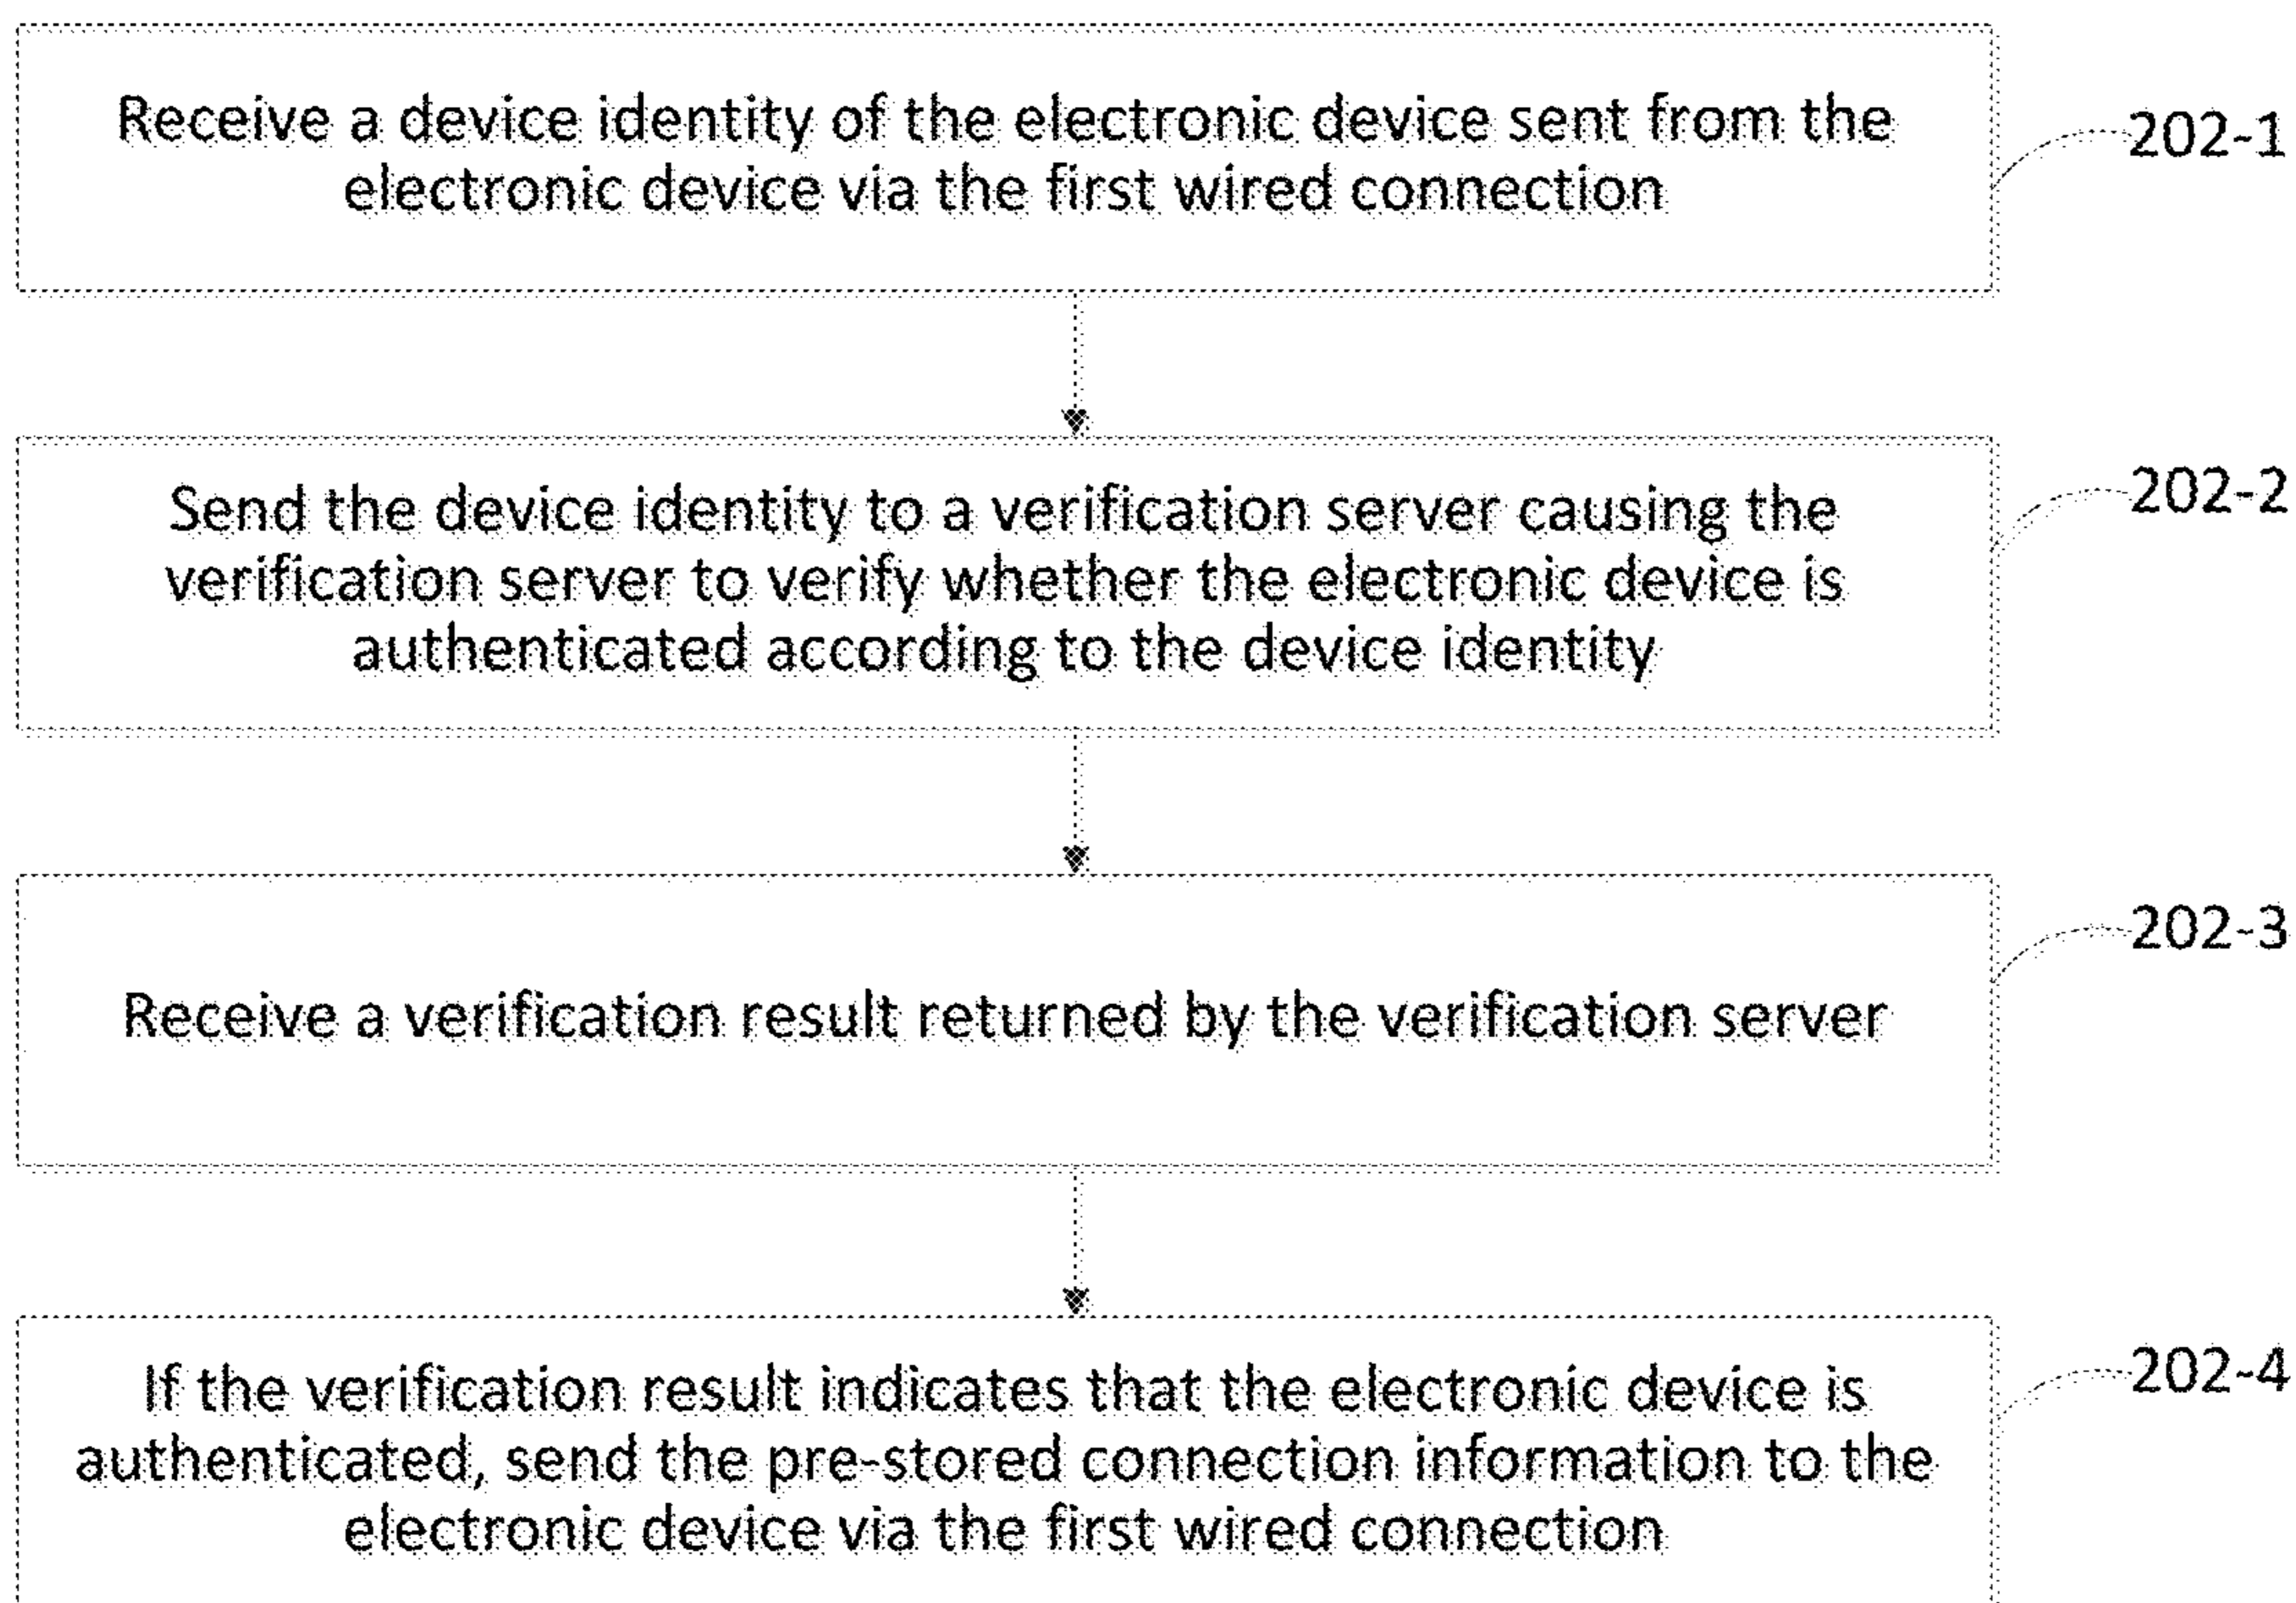 Receive a device identity of the electronic device sent from the
electronic device via the first wired connection
202-1
Send the device identity to a verification server causing the
verification server to verify whether the electronic device is
authenticated according to the device identity
202-2
Receive a verification result returned by the verification server
202-3
If the verification result indicates that the electronic device is
authenticated, send the pre-stored connection information to the
electronic device via the first wired connection
202-4